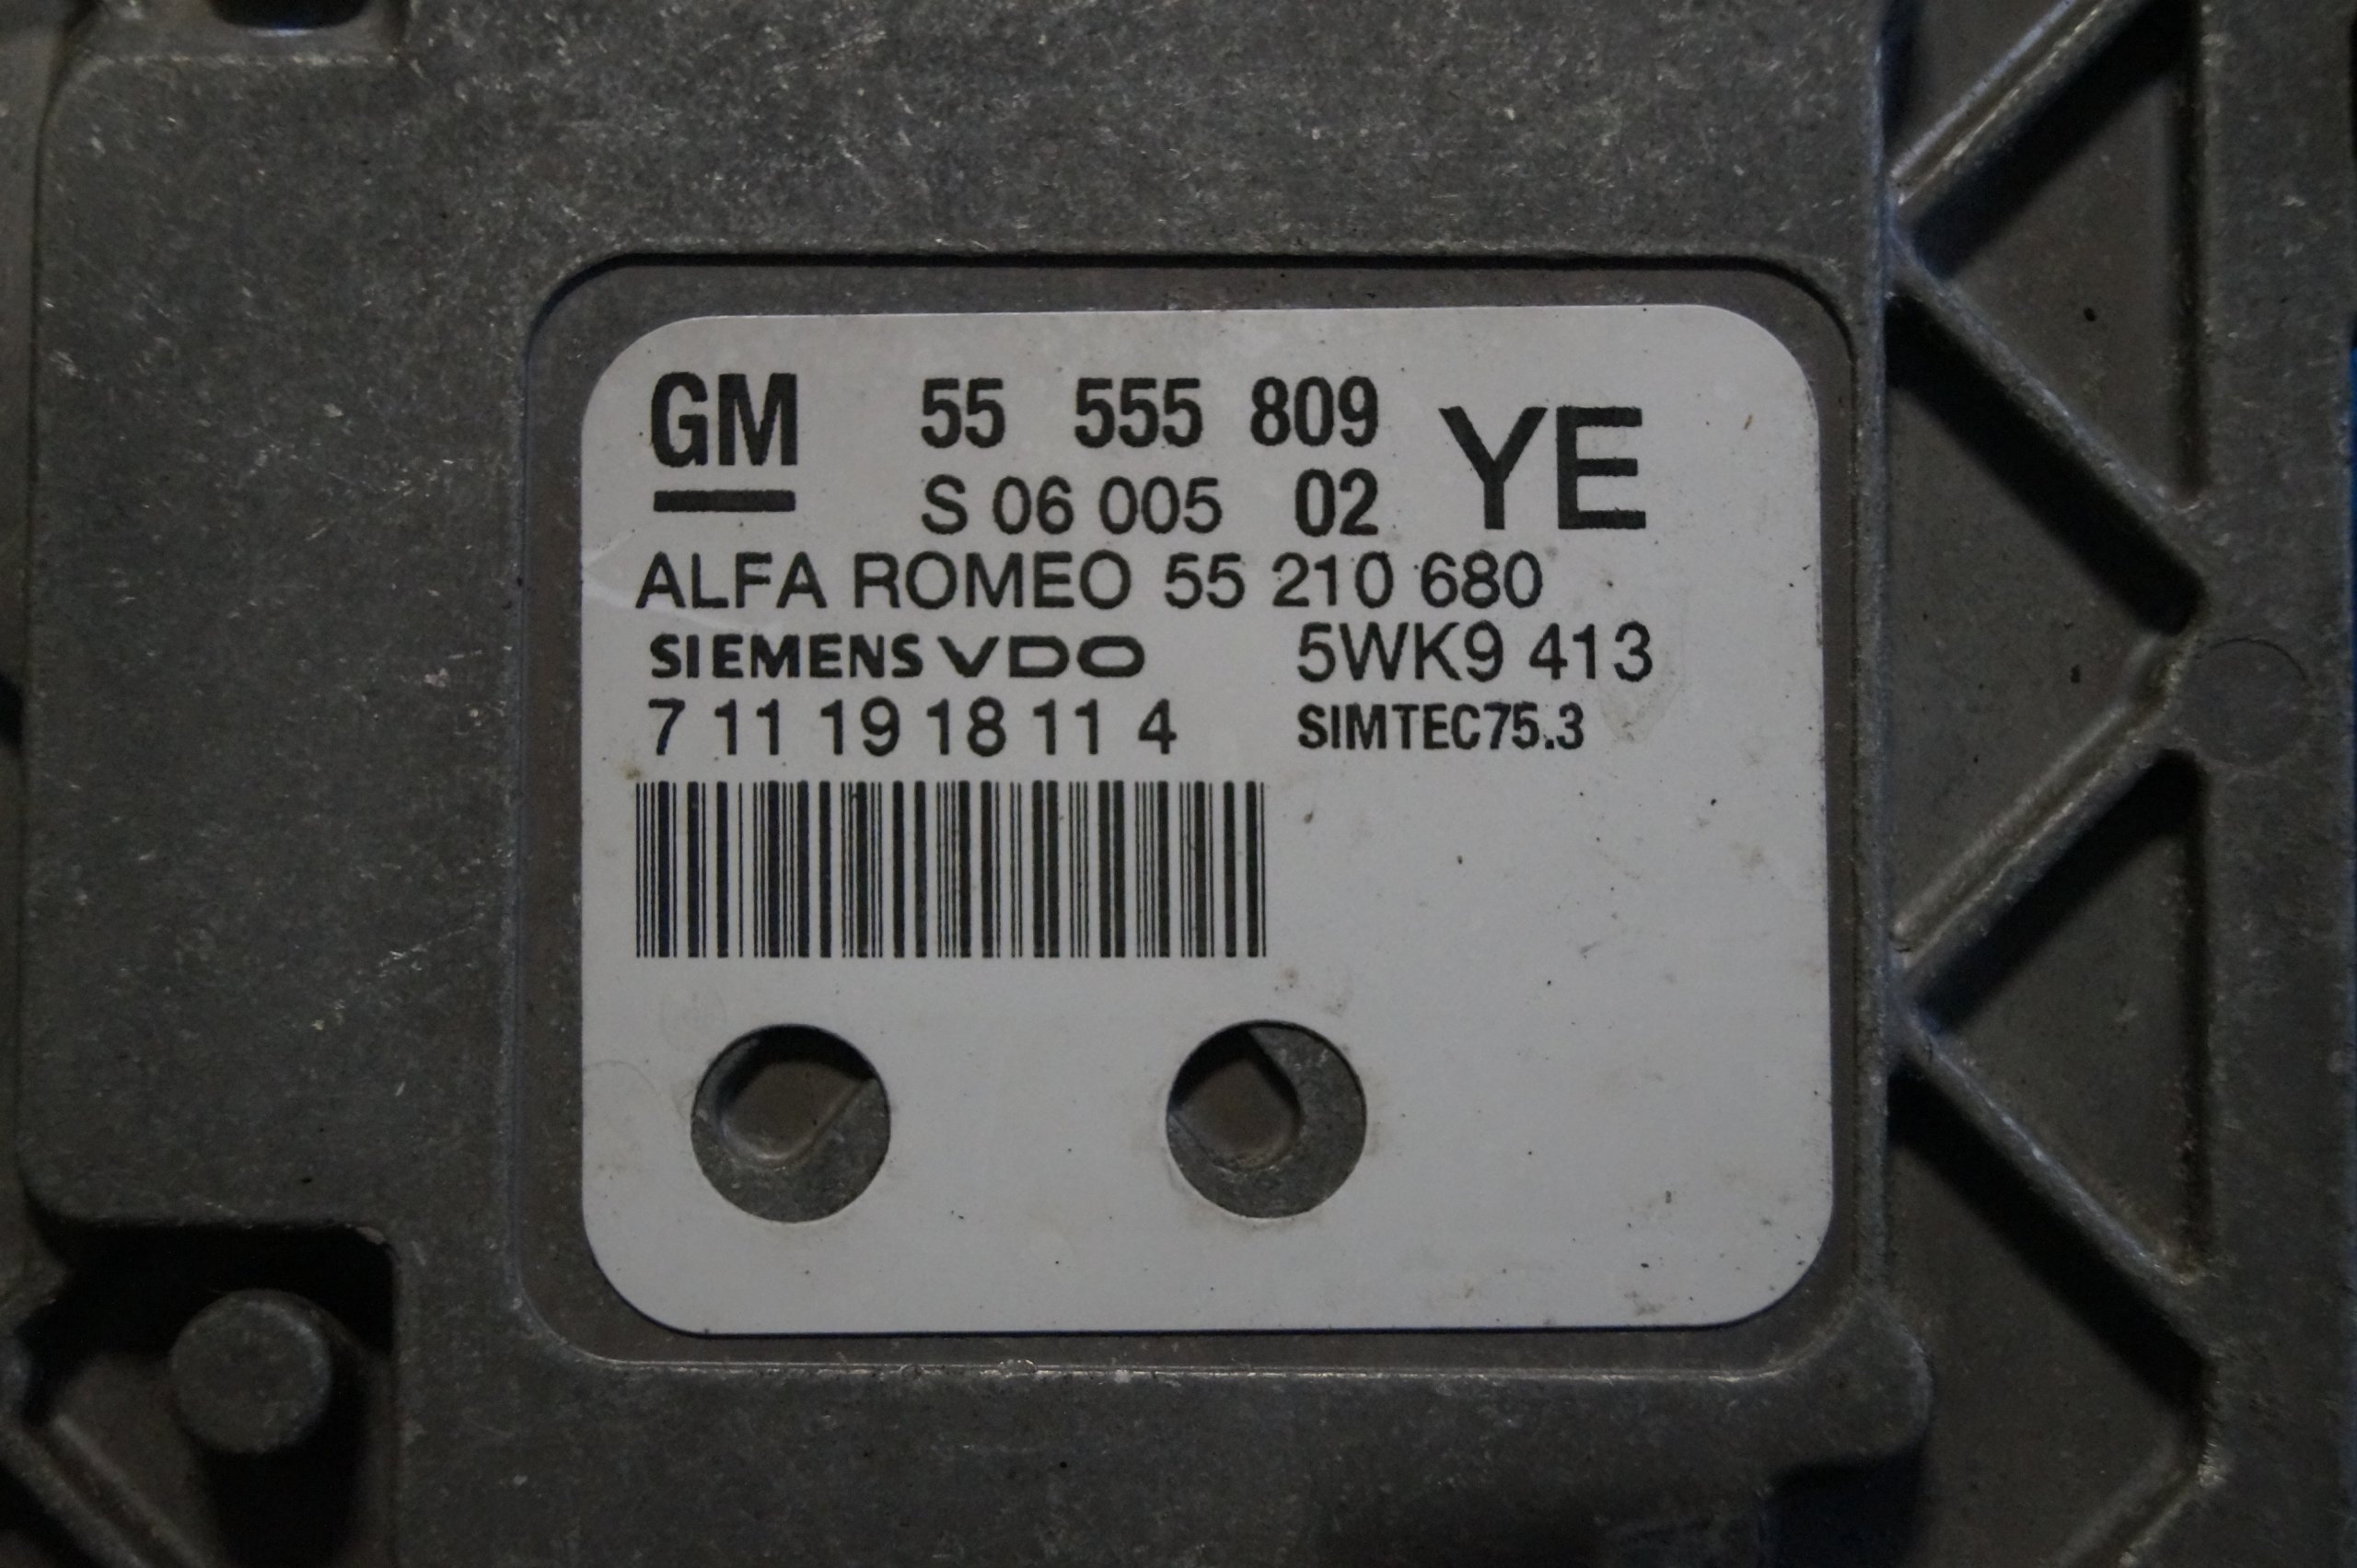 GM 55 555 809 YE
S 06 005 02
ALFA ROMEO 55 210 680
SIEMENS VDO 5WK9 413
7 11 19 18 11 4 SIMTEC75.3